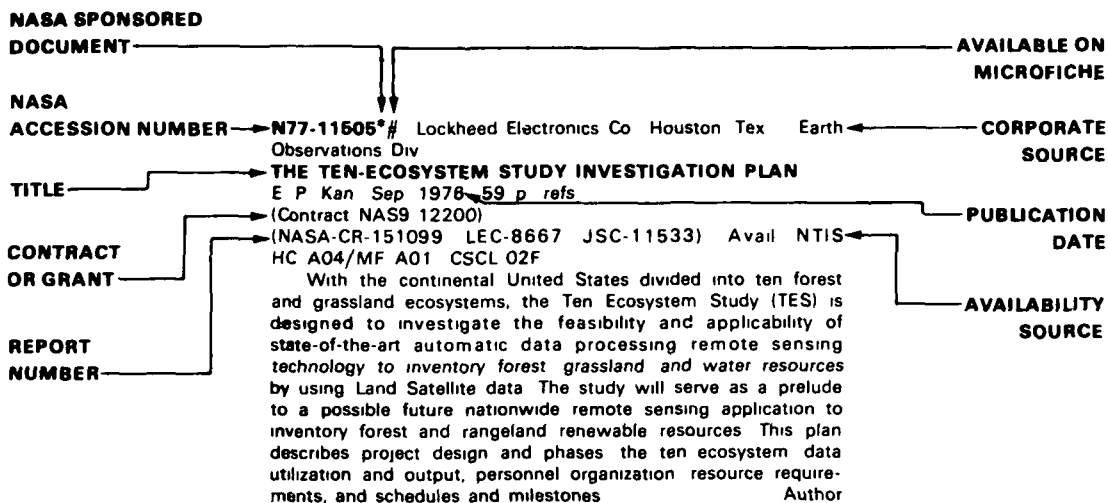 NASA SPONSORED
DOCUMENT
AVAILABLE ON
MICROFICHE
NASA
ACCESSION NUMBER
N77-11505*# Lockheed Electronics Co Houston Tex Earth
Observations Div
CORPORATE
SOURCE
TITLE
THE TEN-ECOSYSTEM STUDY INVESTIGATION PLAN
E P Kan Sep 1976 59 p refs
PUBLICATION
DATE
CONTRACT
OR GRANT
(Contract NAS9 12200)
(NASA-CR-151099 LEC-8667 JSC-11533) Avail NTIS
HC A04/MF A01 CSCL 02F
AVAILABILITY
SOURCE
REPORT
NUMBER
With the continental United States divided into ten forest
and grassland ecosystems, the Ten Ecosystem Study (TES) is
designed to investigate the feasibility and applicability of
state-of-the-art automatic data processing remote sensing
technology to inventory forest grassland and water resources
by using Land Satellite data The study will serve as a prelude
to a possible future nationwide remote sensing application to
inventory forest and rangeland renewable resources This plan
describes project design and phases the ten ecosystem data
utilization and output, personnel organization resource require-
ments, and schedules and milestones Author